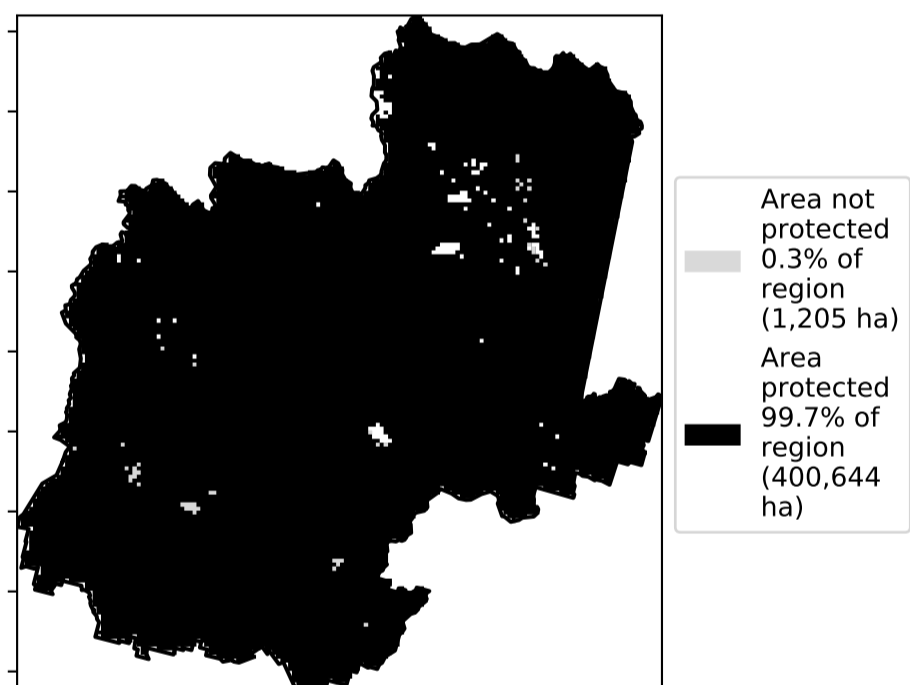 Area not
protected
0.3% of
region
(1,205 ha)
Area
protected
99.7% of
region
(400,644
ha)